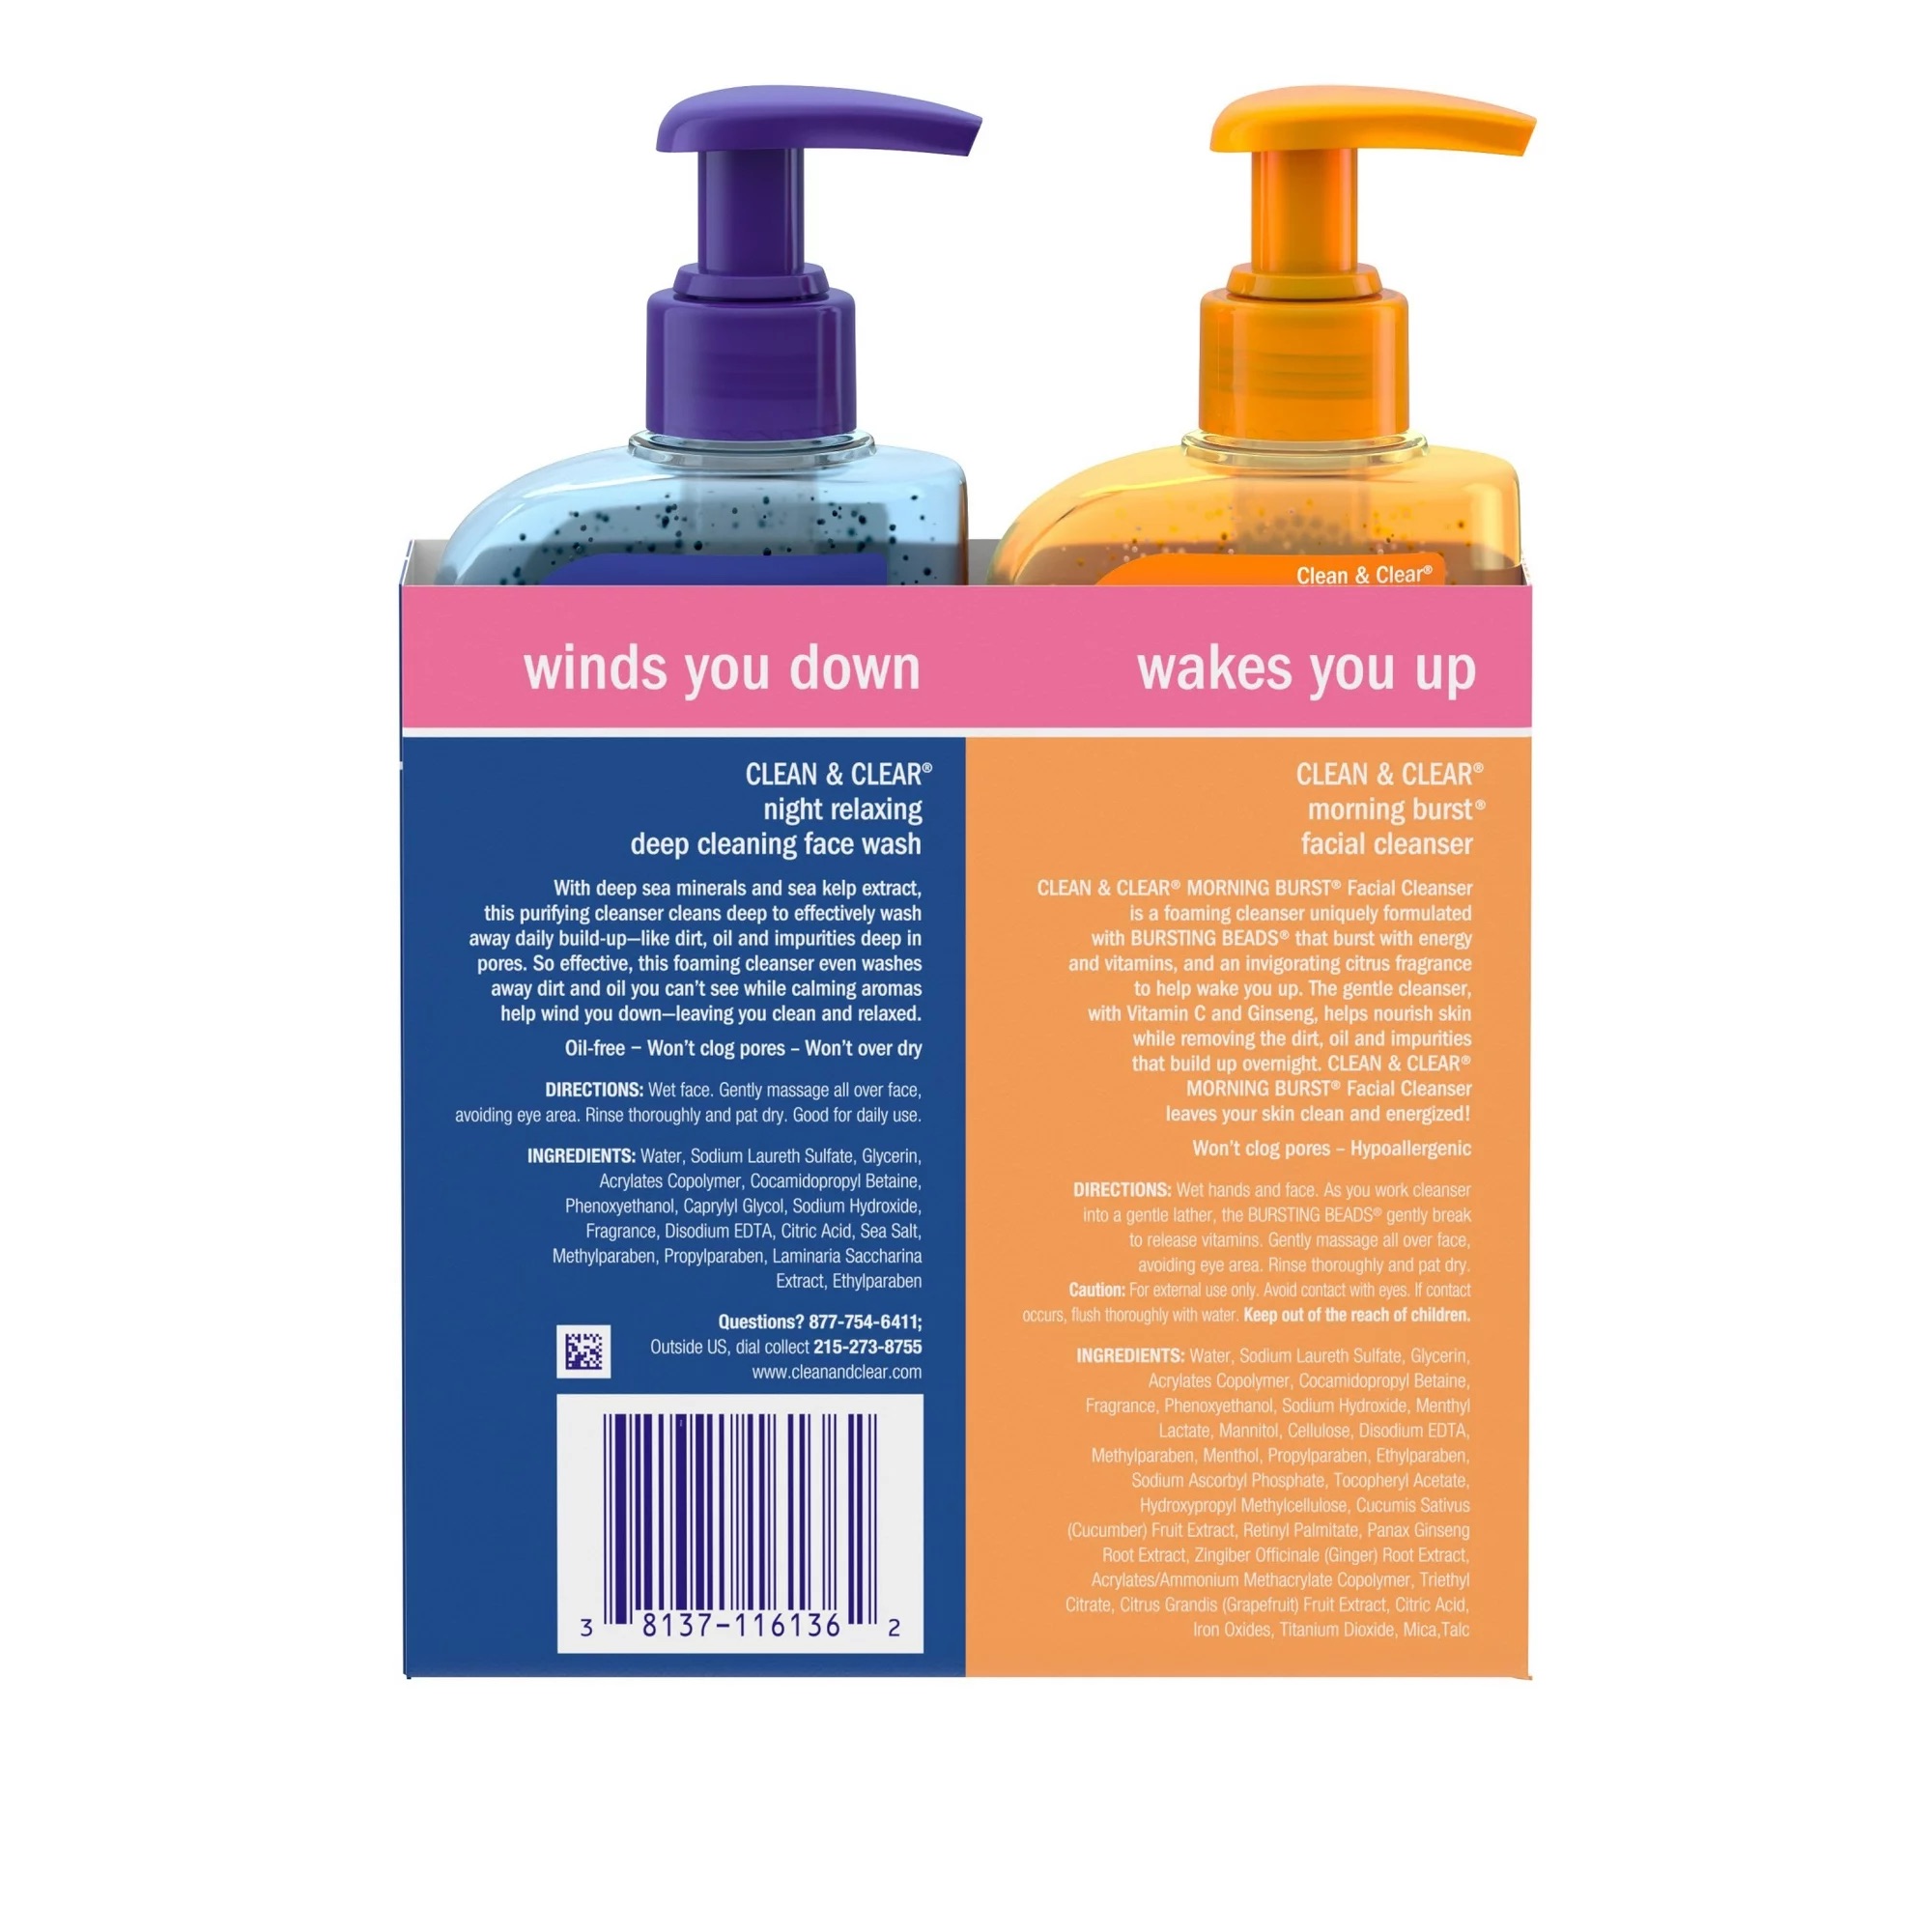 Clean & Clear®
winds you down
wakes you up
CLEAN & CLEAR®
night relaxing
deep cleaning face wash
With deep sea minerals and sea kelp extract,
this purifying cleanser cleans deep to effectively wash
away daily build-up—like dirt, oil and impurities deep in
pores. So effective, this foaming cleanser even washes
away dirt and oil you can't see while calming aromas
help wind you down—leaving you clean and relaxed.
Oil-free – Won't clog pores – Won't over dry
DIRECTIONS: Wet face. Gently massage all over face,
avoiding eye area. Rinse thoroughly and pat dry. Good for daily use.
INGREDIENTS: Water, Sodium Laureth Sulfate, Glycerin,
Acrylates Copolymer, Cocamidopropyl Betaine,
Phenoxyethanol, Caprylyl Glycol, Sodium Hydroxide,
Fragrance, Disodium EDTA, Citric Acid, Sea Salt,
Methylparaben, Propylparaben, Laminaria Saccharina
Extract, Ethylparaben
Questions? 877-754-6411;
Outside US, dial collect 215-273-8755
www.cleanandclear.com
3 8137-116136 2
CLEAN & CLEAR®
morning burst®
facial cleanser
CLEAN & CLEAR® MORNING BURST® Facial Cleanser
is a foaming cleanser uniquely formulated
with BURSTING BEADS® that burst with energy
and vitamins, and an invigorating citrus fragrance
to help wake you up. The gentle cleanser,
with Vitamin C and Ginseng, helps nourish skin
while removing the dirt, oil and impurities
that build up overnight. CLEAN & CLEAR®
MORNING BURST® Facial Cleanser
leaves your skin clean and energized!
Won't clog pores – Hypoallergenic
DIRECTIONS: Wet hands and face. As you work cleanser
into a gentle lather, the BURSTING BEADS® gently break
to release vitamins. Gently massage all over face,
avoiding eye area. Rinse thoroughly and pat dry.
Caution: For external use only. Avoid contact with eyes. If contact
occurs, flush thoroughly with water. Keep out of the reach of children.
INGREDIENTS: Water, Sodium Laureth Sulfate, Glycerin,
Acrylates Copolymer, Cocamidopropyl Betaine,
Fragrance, Phenoxyethanol, Sodium Hydroxide, Menthyl
Lactate, Mannitol, Cellulose, Disodium EDTA,
Methylparaben, Menthol, Propylparaben, Ethylparaben,
Sodium Ascorbyl Phosphate, Tocopheryl Acetate,
Hydroxypropyl Methylcellulose, Cucumis Sativus
(Cucumber) Fruit Extract, Retinyl Palmitate, Panax Ginseng
Root Extract, Zingiber Officinale (Ginger) Root Extract,
Acrylates/Ammonium Methacrylate Copolymer, Triethyl
Citrate, Citrus Grandis (Grapefruit) Fruit Extract, Citric Acid,
Iron Oxides, Titanium Dioxide, Mica,Talc